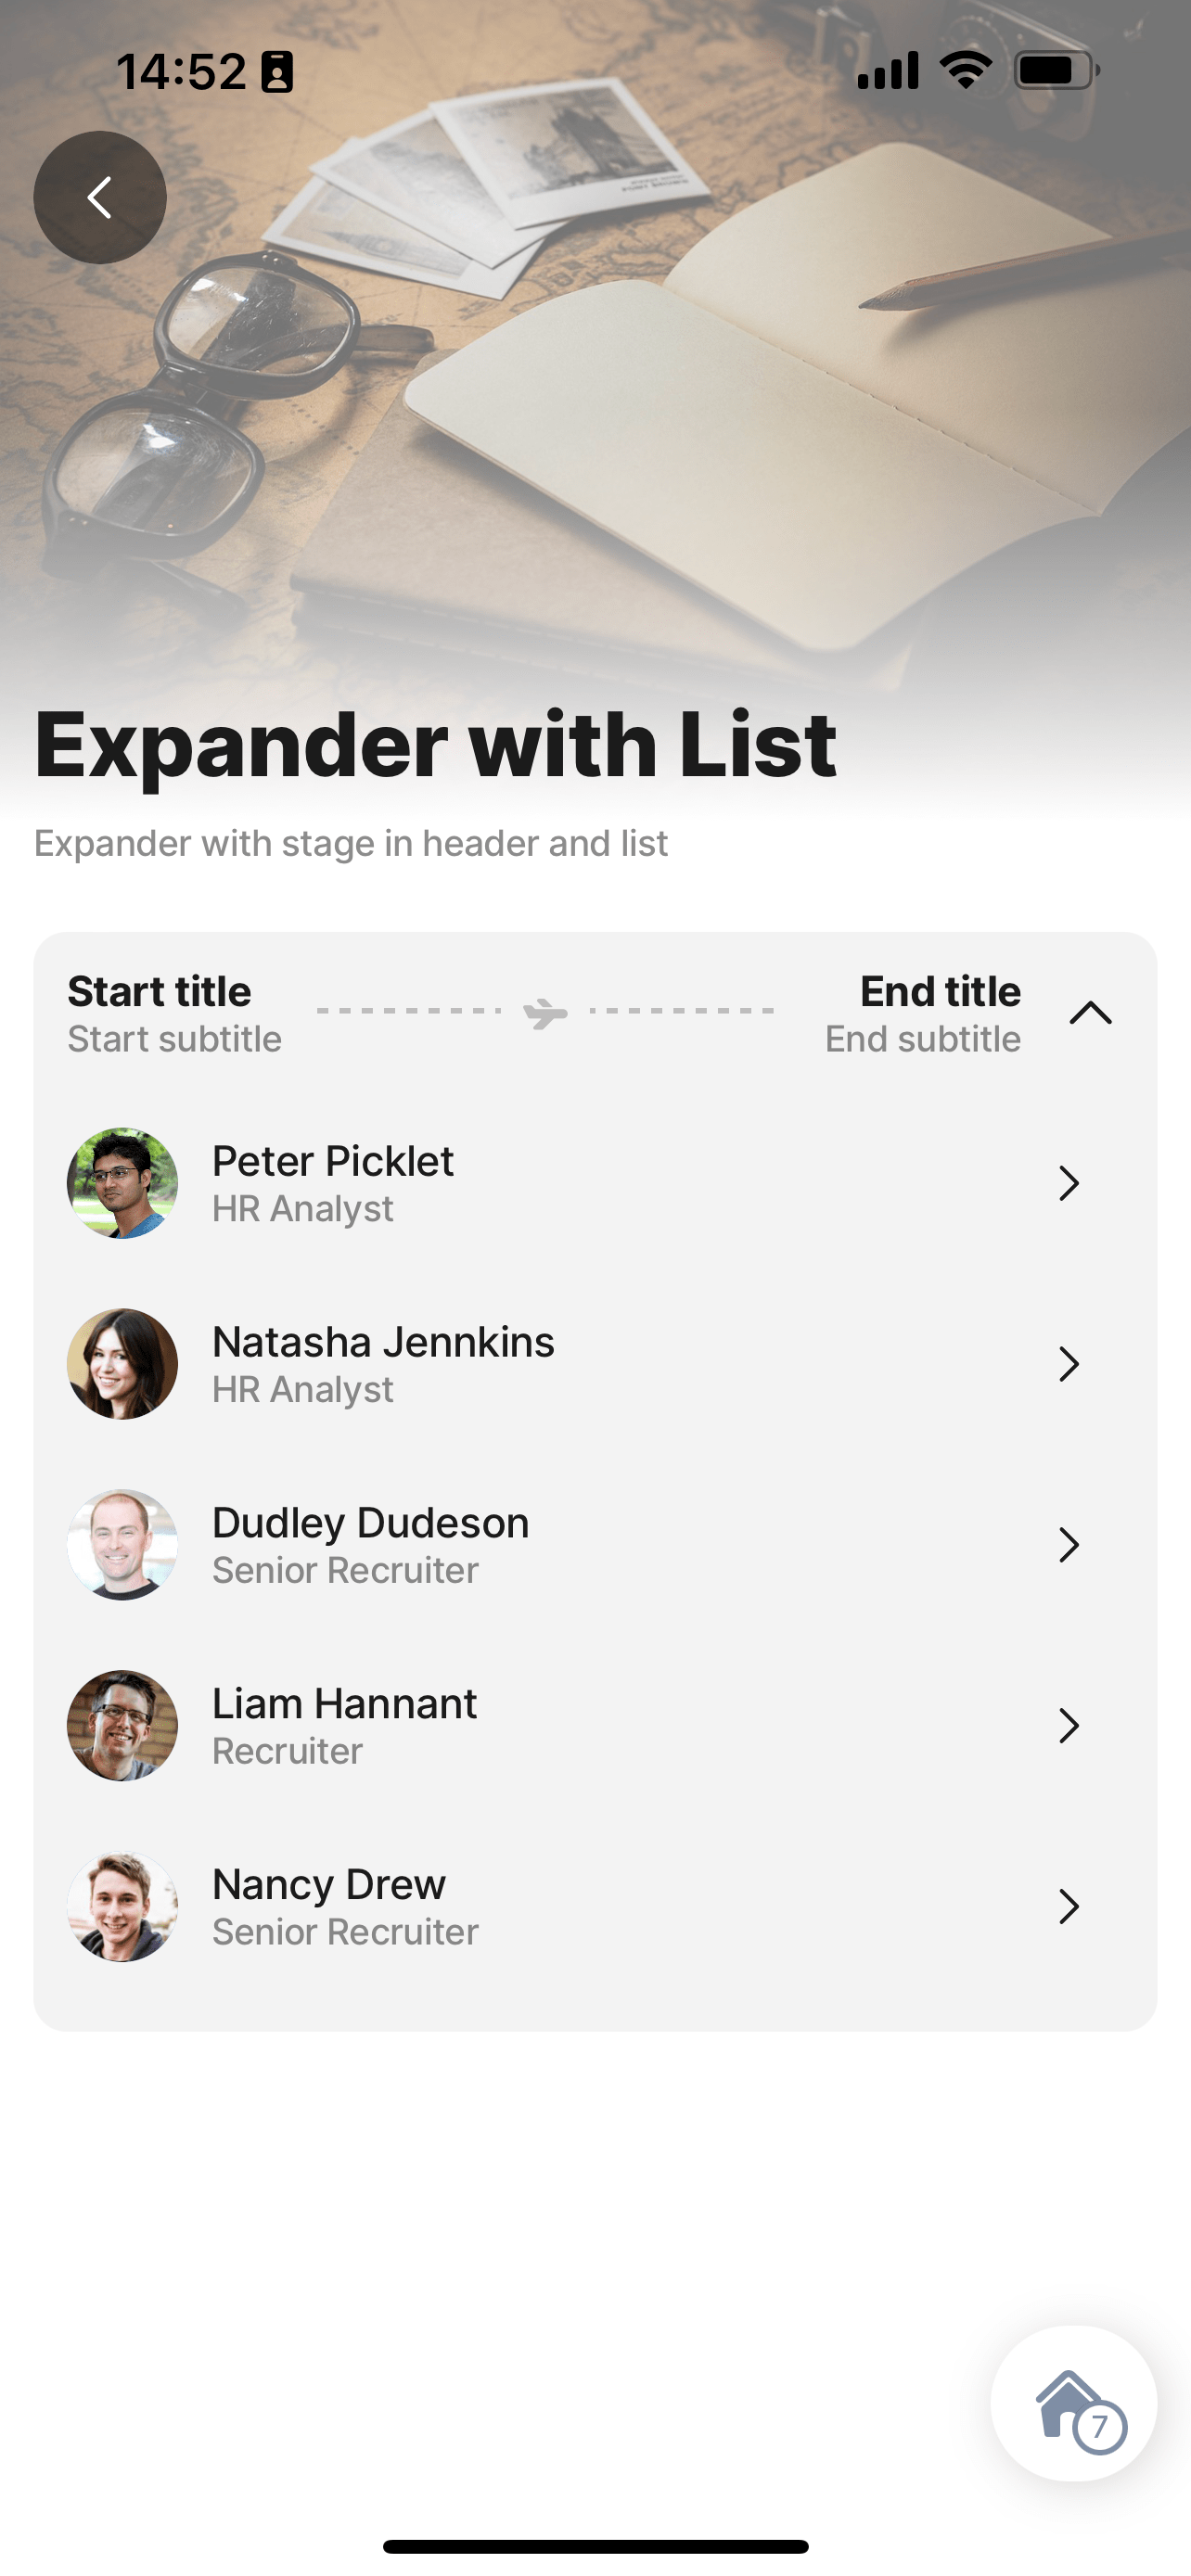 14:52
Expander with List
Expander with stage in header and list
Start title
Start subtitle
End title
End subtitle
Peter Picklet
HR Analyst
Natasha Jennkins
HR Analyst
Dudley Dudeson
Senior Recruiter
Liam Hannant
Recruiter
Nancy Drew
Senior Recruiter
7